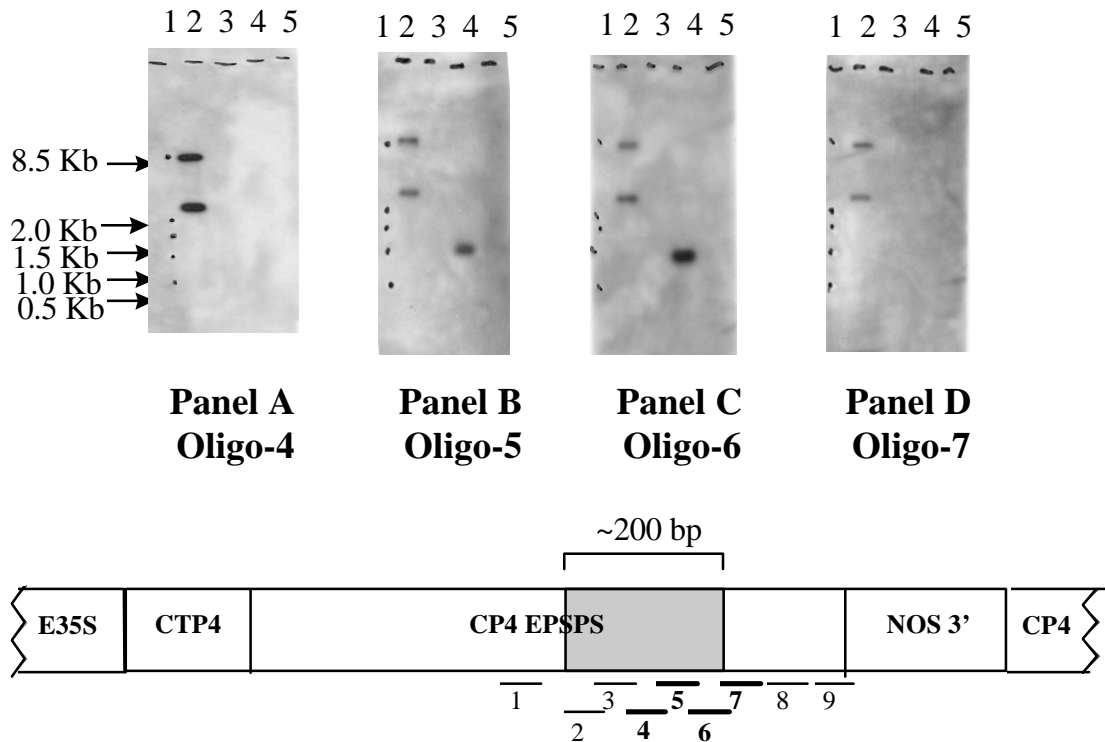 1 2 3 4 5
1 2 3 4 5
1 2 3 4 5
1 2 3 4 5
8.5 Kb
2.0 Kb
1.5 Kb
1.0 Kb
0.5 Kb
Panel A
Oligo-4
Panel B
Oligo-5
Panel C
Oligo-6
Panel D
Oligo-7
~200 bp
E35S CTP4 CP4 EPSPS NOS 3’ CP4
1 3 5 7 8 9
2 4 6